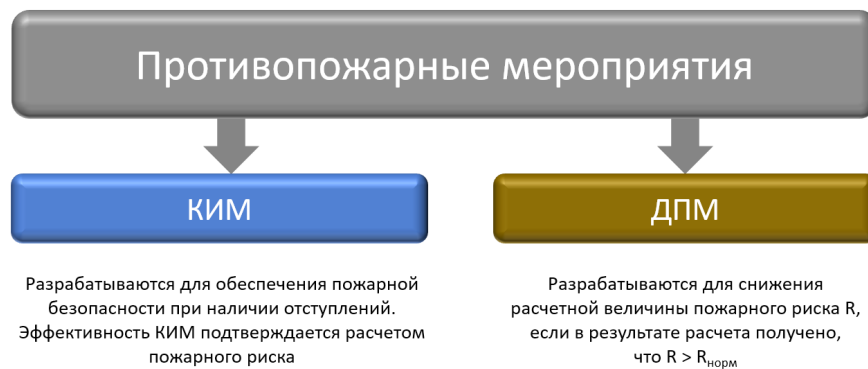 Противопожарные мероприятия
КИМ
ДПМ
Разрабатываются для обеспечения пожарной
безопасности при наличии отступлений.
Эффективность КИМ подтверждается расчетом
пожарного риска
Разрабатываются для снижения
расчетной величины пожарного риска R,
если в результате расчета получено,
что R > Rнорм